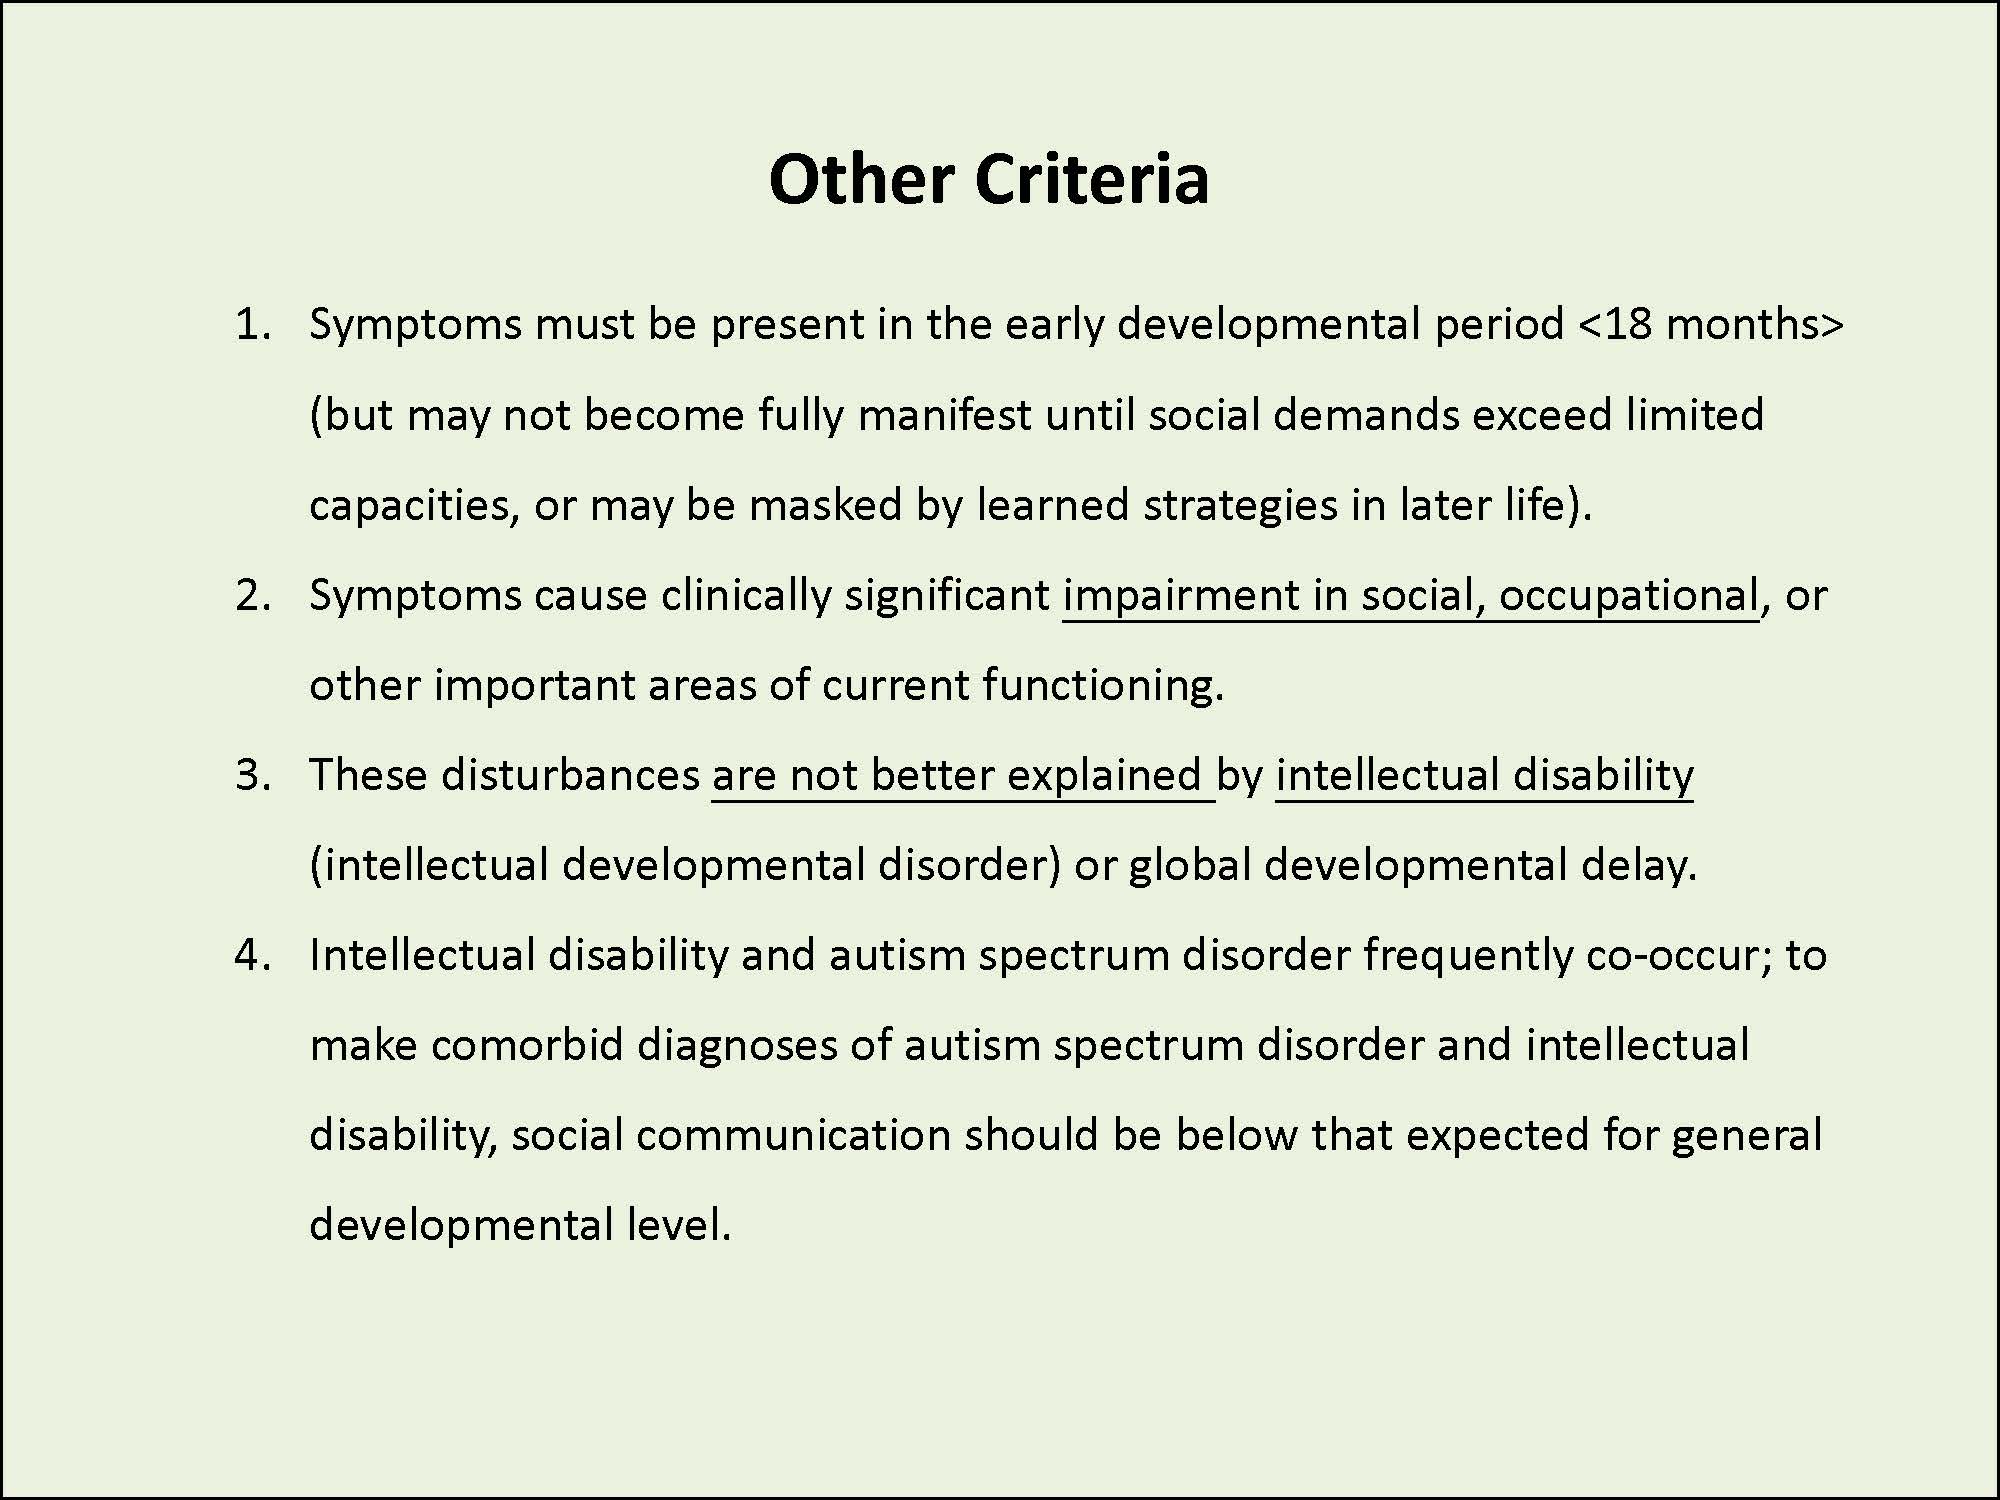 Other Criteria
1. Symptoms must be present in the early developmental period <18 months>
(but may not become fully manifest until social demands exceed limited
capacities, or may be masked by learned strategies in later life).
2. Symptoms cause clinically significant impairment in social, occupational, or
other important areas of current functioning.
3. These disturbances are not better explained by intellectual disability
(intellectual developmental disorder) or global developmental delay.
4. Intellectual disability and autism spectrum disorder frequently co-occur; to
make comorbid diagnoses of autism spectrum disorder and intellectual
disability, social communication should be below that expected for general
developmental level.